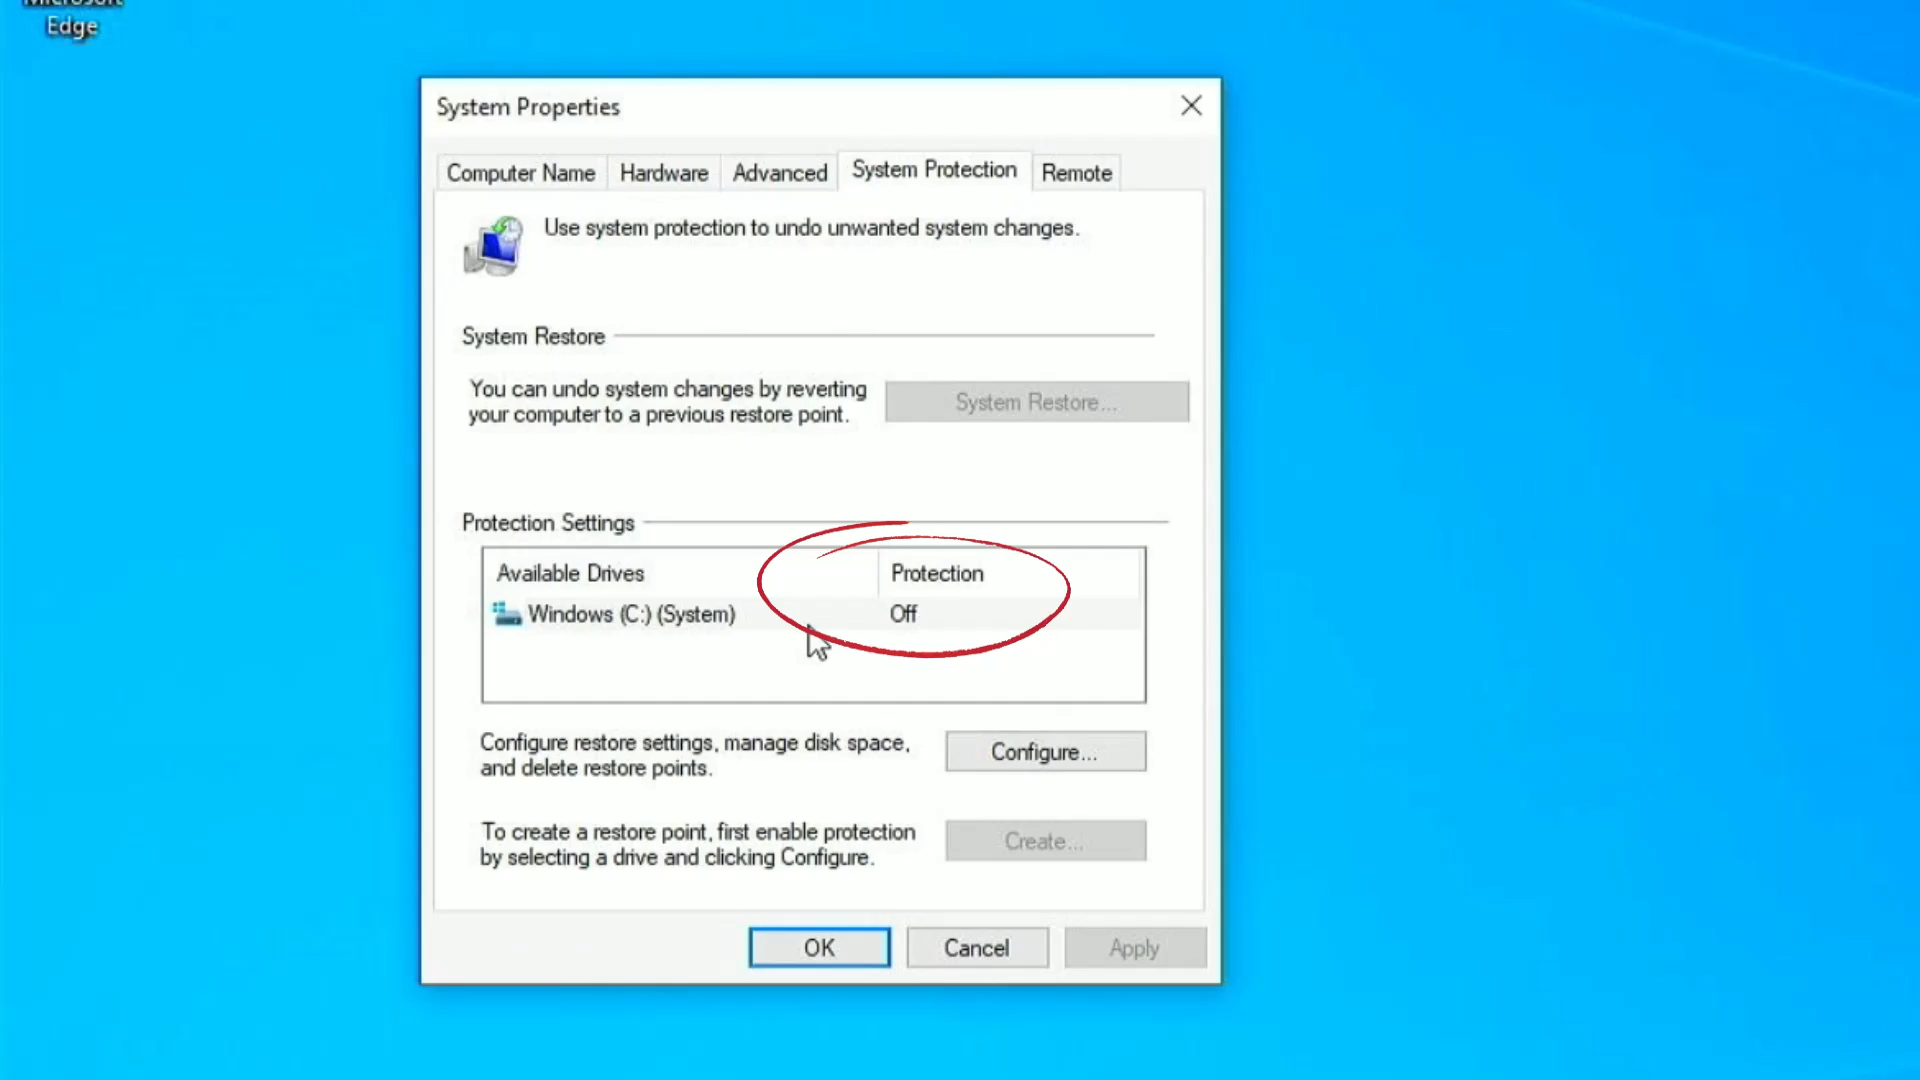 Microsoft
Edge
System Properties
Computer Name
Hardware
Advanced
System Protection
Remote
Use system protection to undo unwanted system changes.
System Restore
You can undo system changes by reverting
your computer to a previous restore point.
System Restore...
Protection Settings
Available Drives
Protection
Windows (C:) (System)
Off
Configure restore settings, manage disk space,
and delete restore points.
Configure...
To create a restore point, first enable protection
by selecting a drive and clicking Configure.
Create...
OK
Cancel
Apply